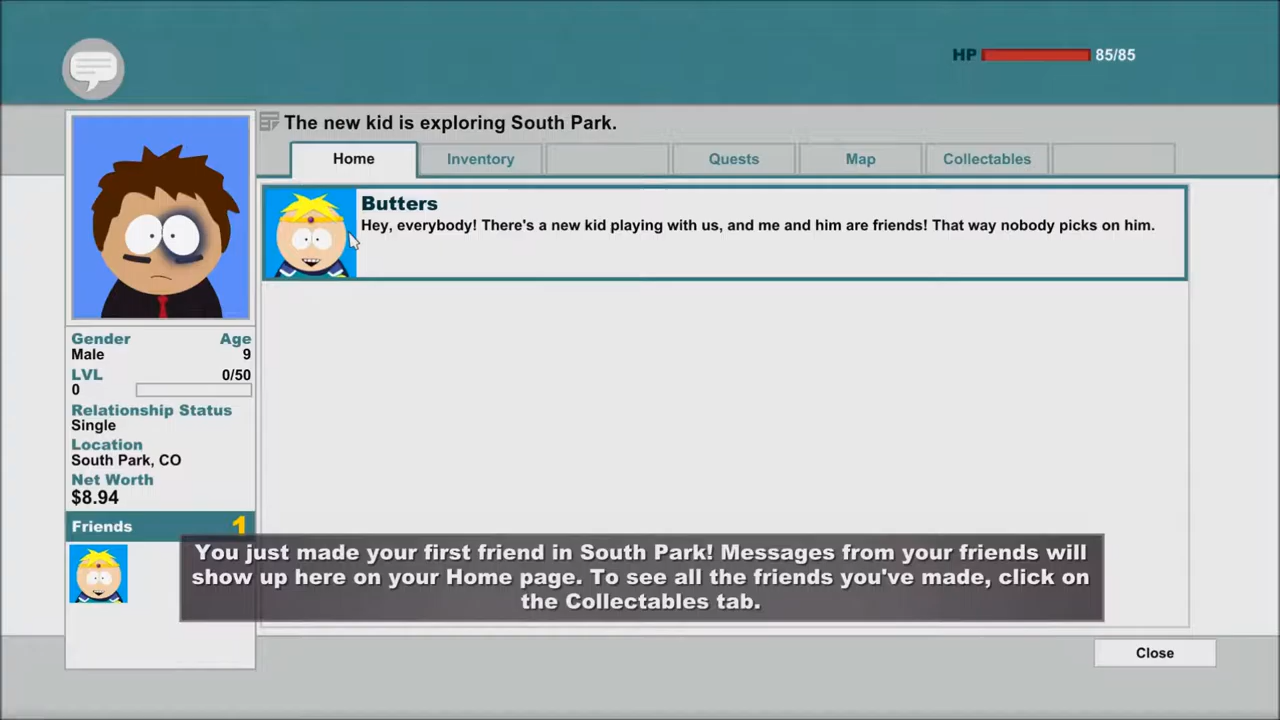 HP 85/85
The new kid is exploring South Park.
Home Inventory Quests Map Collectables
Butters
Hey, everybody! There's a new kid playing with us, and me and him are friends! That way nobody picks on him.
Gender Age
Male 9
LVL 0/50
0
Relationship Status
Single
Location
South Park, CO
Net Worth
$8.94
Friends 1
You just made your first friend in South Park! Messages from your friends will
show up here on your Home page. To see all the friends you've made, click on
the Collectables tab.
Close